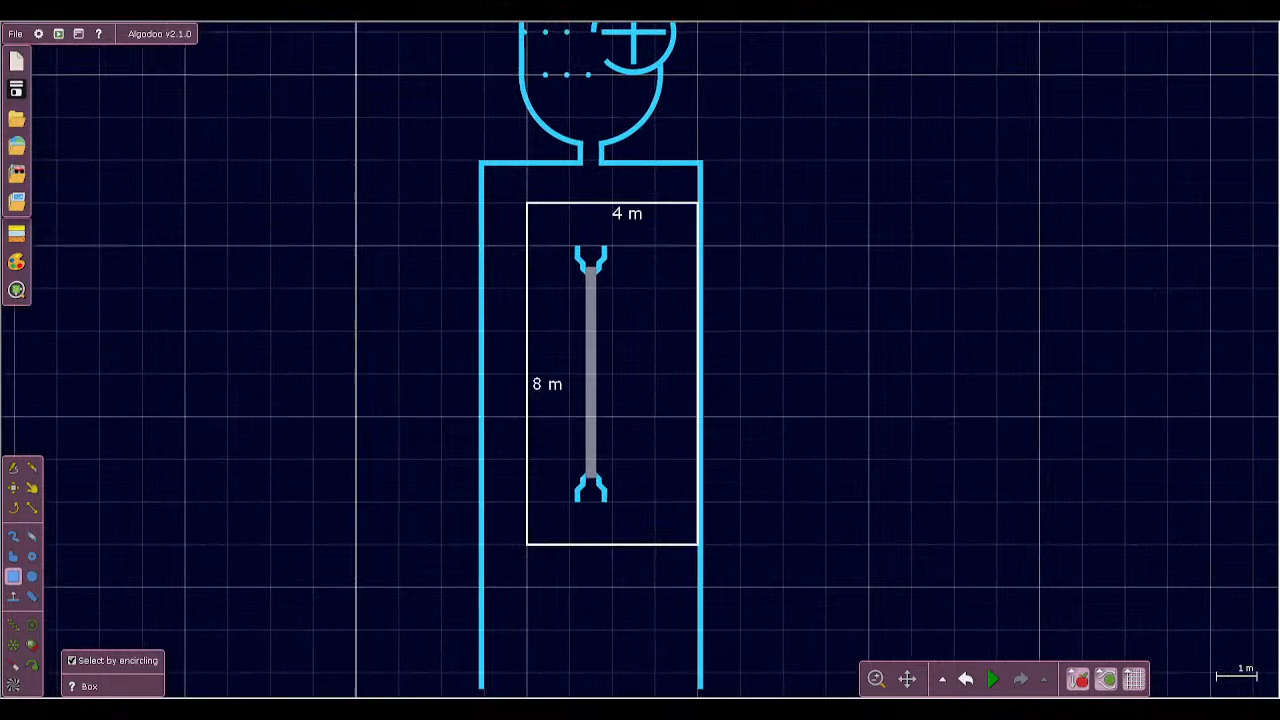 File ? Algodoo v2.1.0
4 m
8 m
Select by encircling
? Box
1 m